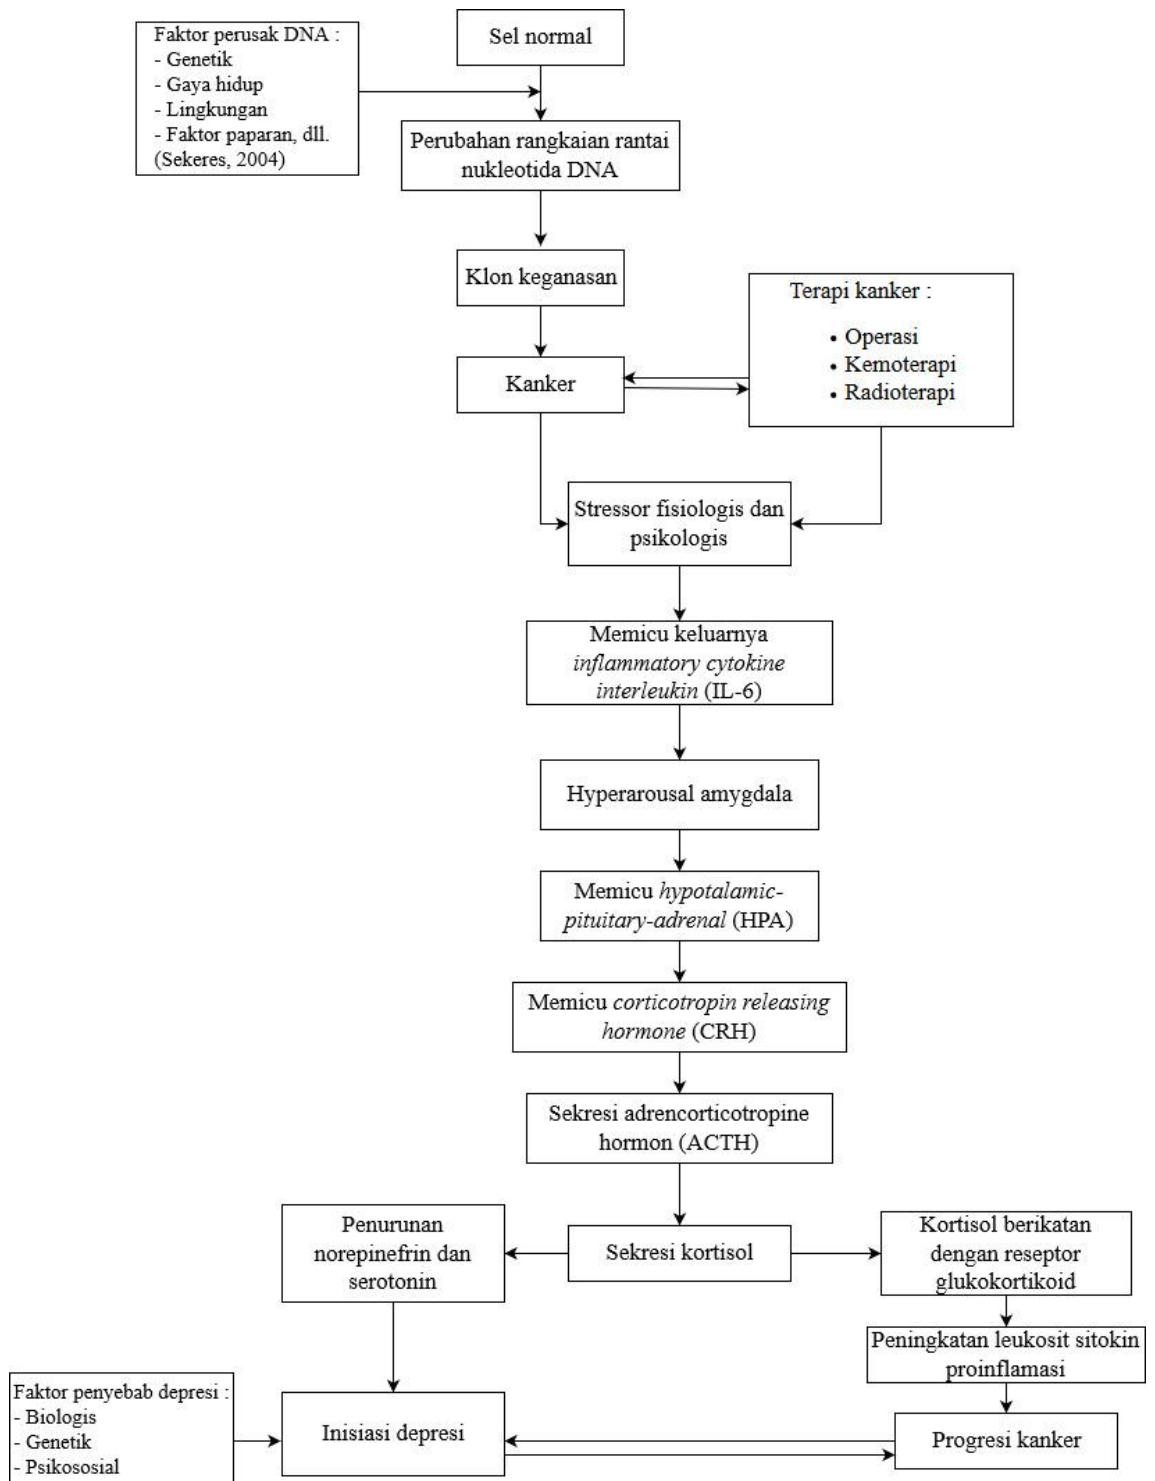 Faktor perusak DNA :
- Genetik
- Gaya hidup
- Lingkungan
- Faktor paparan, dll.
(Sekeres, 2004)
Sel normal
Perubahan rangkaian rantai
nukleotida DNA
Klon keganasan
Kanker
Terapi kanker :
• Operasi
• Kemoterapi
• Radioterapi
Stressor fisiologis dan
psikologis
Memicu keluarnya
inflammatory cytokine
interleukin (IL-6)
Hyperarousal amygdala
Memicu hypotalamic-
pituitary-adrenal (HPA)
Memicu corticotropin releasing
hormone (CRH)
Sekresi adrencorticotropine
hormon (ACTH)
Sekresi kortisol
Penurunan
norepinefrin dan
serotonin
Kortisol berikatan
dengan reseptor
glukokortikoid
Peningkatan leukosit sitokin
proinflamasi
Faktor penyebab depresi :
- Biologis
- Genetik
- Psikososial
Inisiasi depresi
Progresi kanker